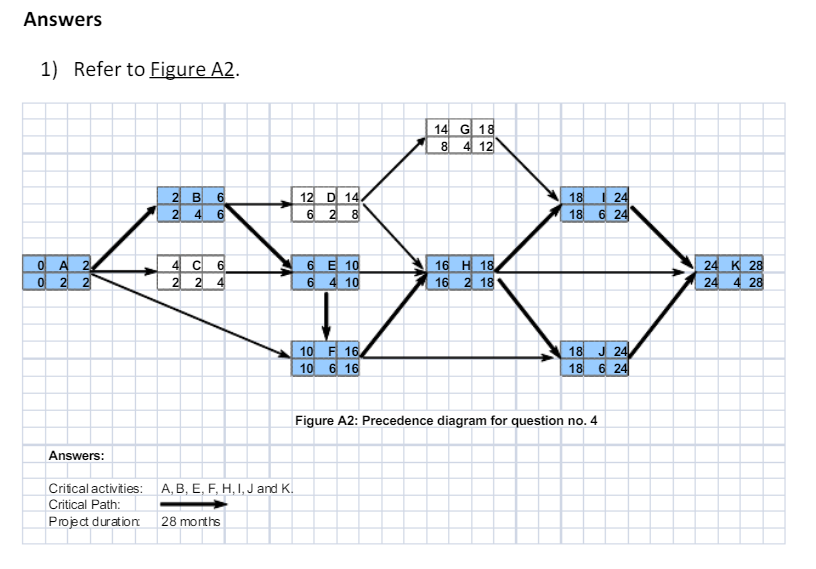 Answers
1) Refer to Figure A2.
14 G 18
8 4 12
2 B 6
2 4 6
12 D 14
6 2 8
18 I 24
18 6 24
0 A 2
0 2 2
4 C 6
2 2 4
6 E 10
6 4 10
16 H 18
16 2 18
24 K 28
24 4 28
10 F 16
10 6 16
18 J 24
18 6 24
Figure A2: Precedence diagram for question no. 4
Answers:
Critical activities: A, B, E, F, H, I, J and K.
Critical Path:
Project duration: 28 months